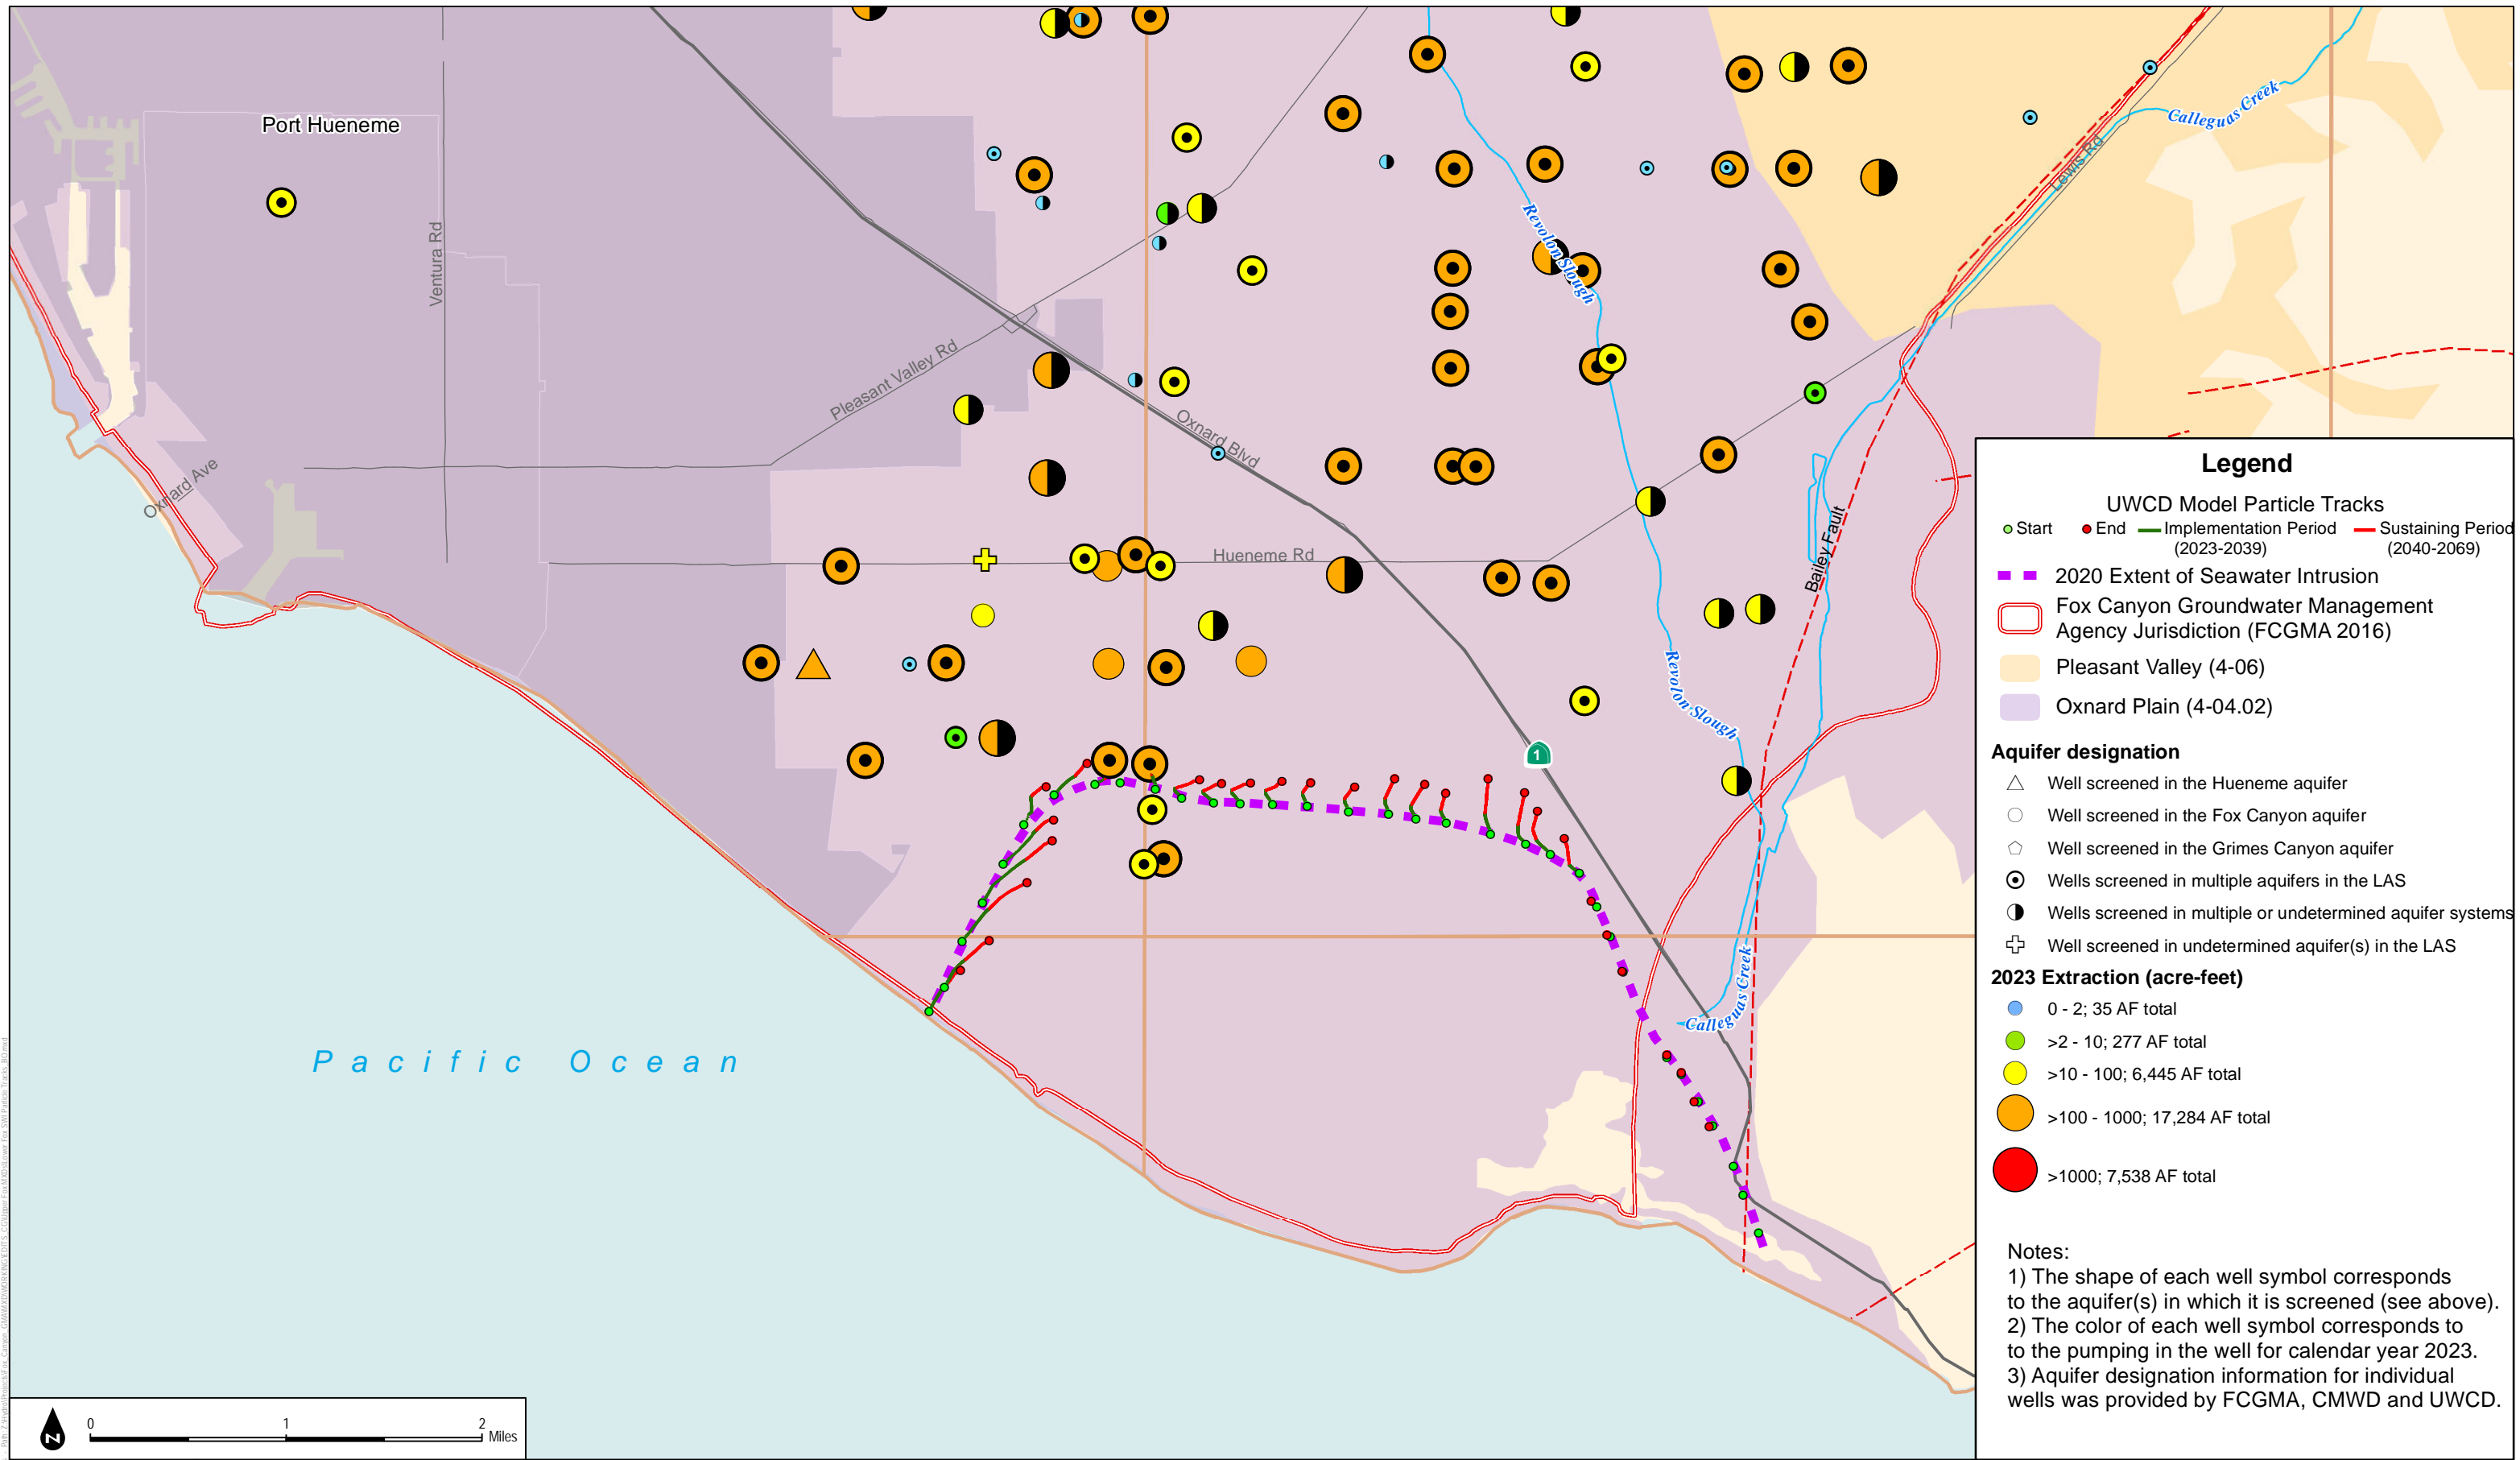 Port Hueneme
Ventura Rd
Pleasant Valley Rd
Oxnard Ave
Oxnard Blvd
Hueneme Rd
Revolon Slough
Revolon Slough
Calleguas Creek
Lewis Rd
Bailey Fault
1
Calleguas Creek
Pacific Ocean
N
0 1 2
Miles
Legend
UWCD Model Particle Tracks
Start End Implementation Period Sustaining Period
(2023-2039) (2040-2069)
2020 Extent of Seawater Intrusion
Fox Canyon Groundwater Management
Agency Jurisdiction (FCGMA 2016)
Pleasant Valley (4-06)
Oxnard Plain (4-04.02)
Aquifer designation
Well screened in the Hueneme aquifer
Well screened in the Fox Canyon aquifer
Well screened in the Grimes Canyon aquifer
Wells screened in multiple aquifers in the LAS
Wells screened in multiple or undetermined aquifer systems
Well screened in undetermined aquifer(s) in the LAS
2023 Extraction (acre-feet)
0 - 2; 35 AF total
>2 - 10; 277 AF total
>10 - 100; 6,445 AF total
>100 - 1000; 17,284 AF total
>1000; 7,538 AF total
Notes:
1) The shape of each well symbol corresponds
to the aquifer(s) in which it is screened (see above).
2) The color of each well symbol corresponds to
to the pumping in the well for calendar year 2023.
3) Aquifer designation information for individual
wells was provided by FCGMA, CMWD and UWCD.